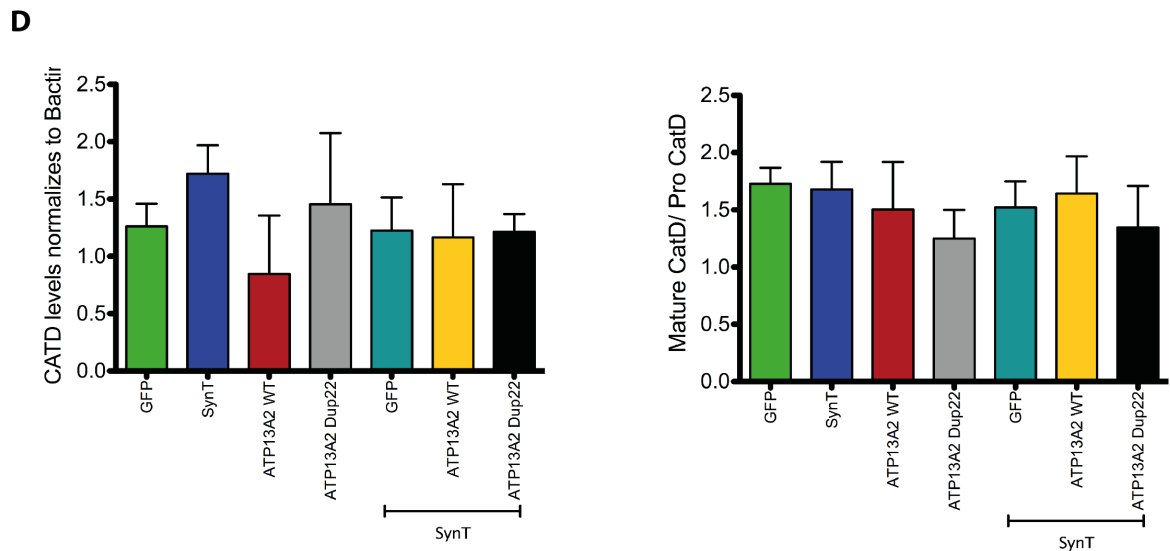 D
CATD levels normalizes to Bactin
2.5
2.0
1.5
1.0
0.5
0.0
GFP
SynT
ATP13A2 WT
ATP13A2 Dup22
GFP
ATP13A2 WT
ATP13A2 Dup22
SynT
Mature CatD/ Pro CatD
2.5
2.0
1.5
1.0
0.5
0.0
GFP
SynT
ATP13A2 WT
ATP13A2 Dup22
GFP
ATP13A2 WT
ATP13A2 Dup22
SynT